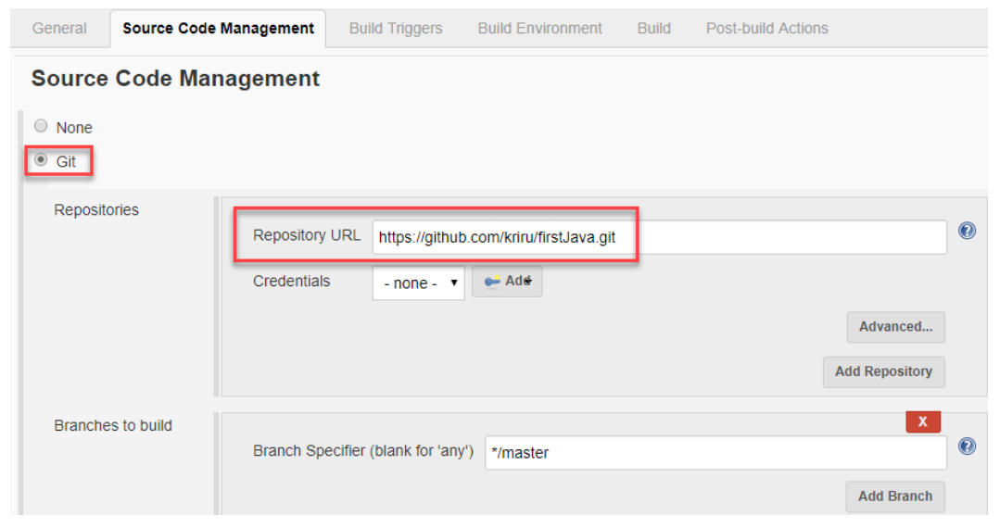 General Source Code Management Build Triggers Build Environment Build Post-build Actions
Source Code Management
None
Git
Repositories
Repository URL https://github.com/kriru/firstJava.git ?
Credentials - none - Add
Advanced...
Add Repository
Branches to build
X
Branch Specifier (blank for 'any') */master ?
Add Branch